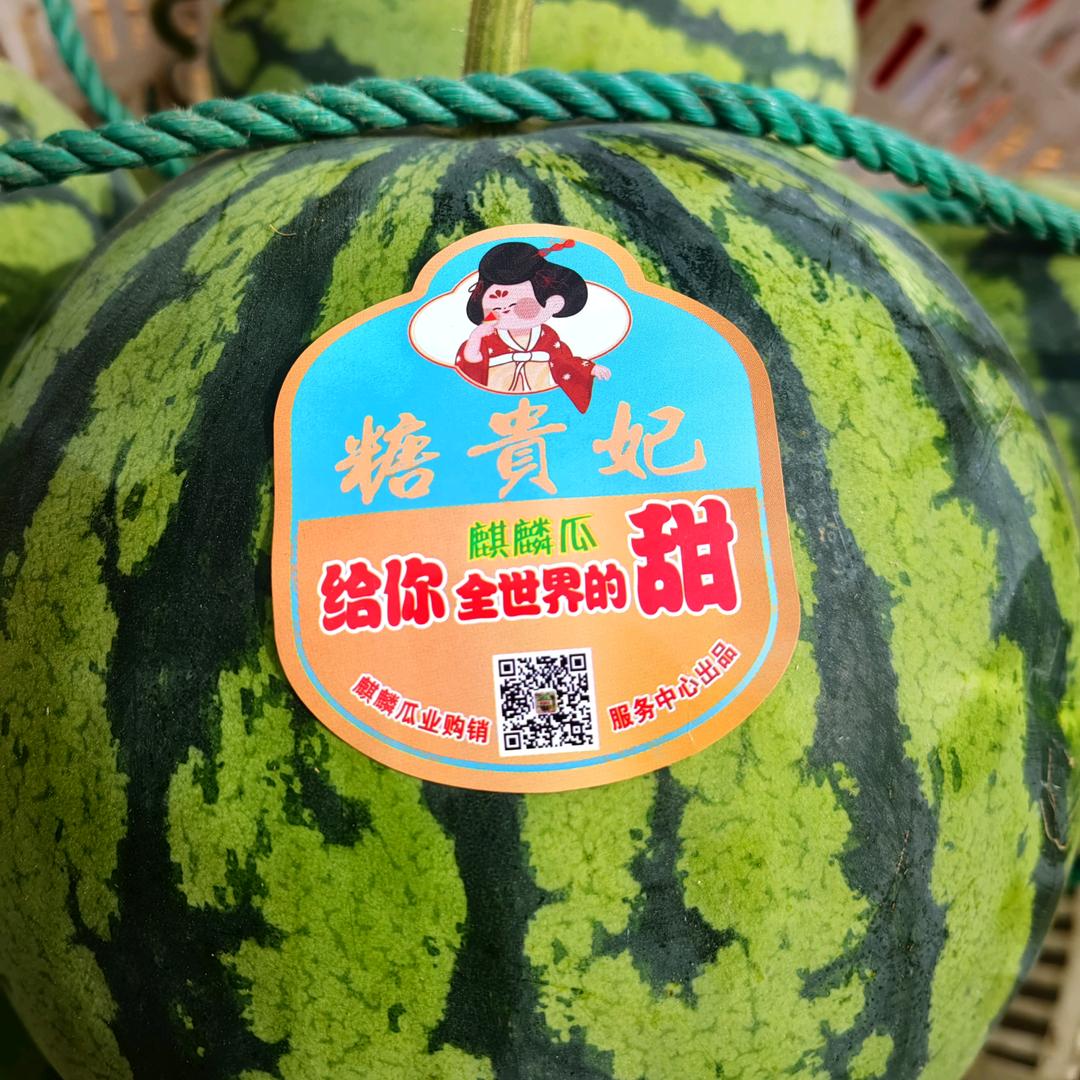 糖貴妃
麒麟瓜
给你全世界的甜
麒麟瓜业购销
服务中心出品